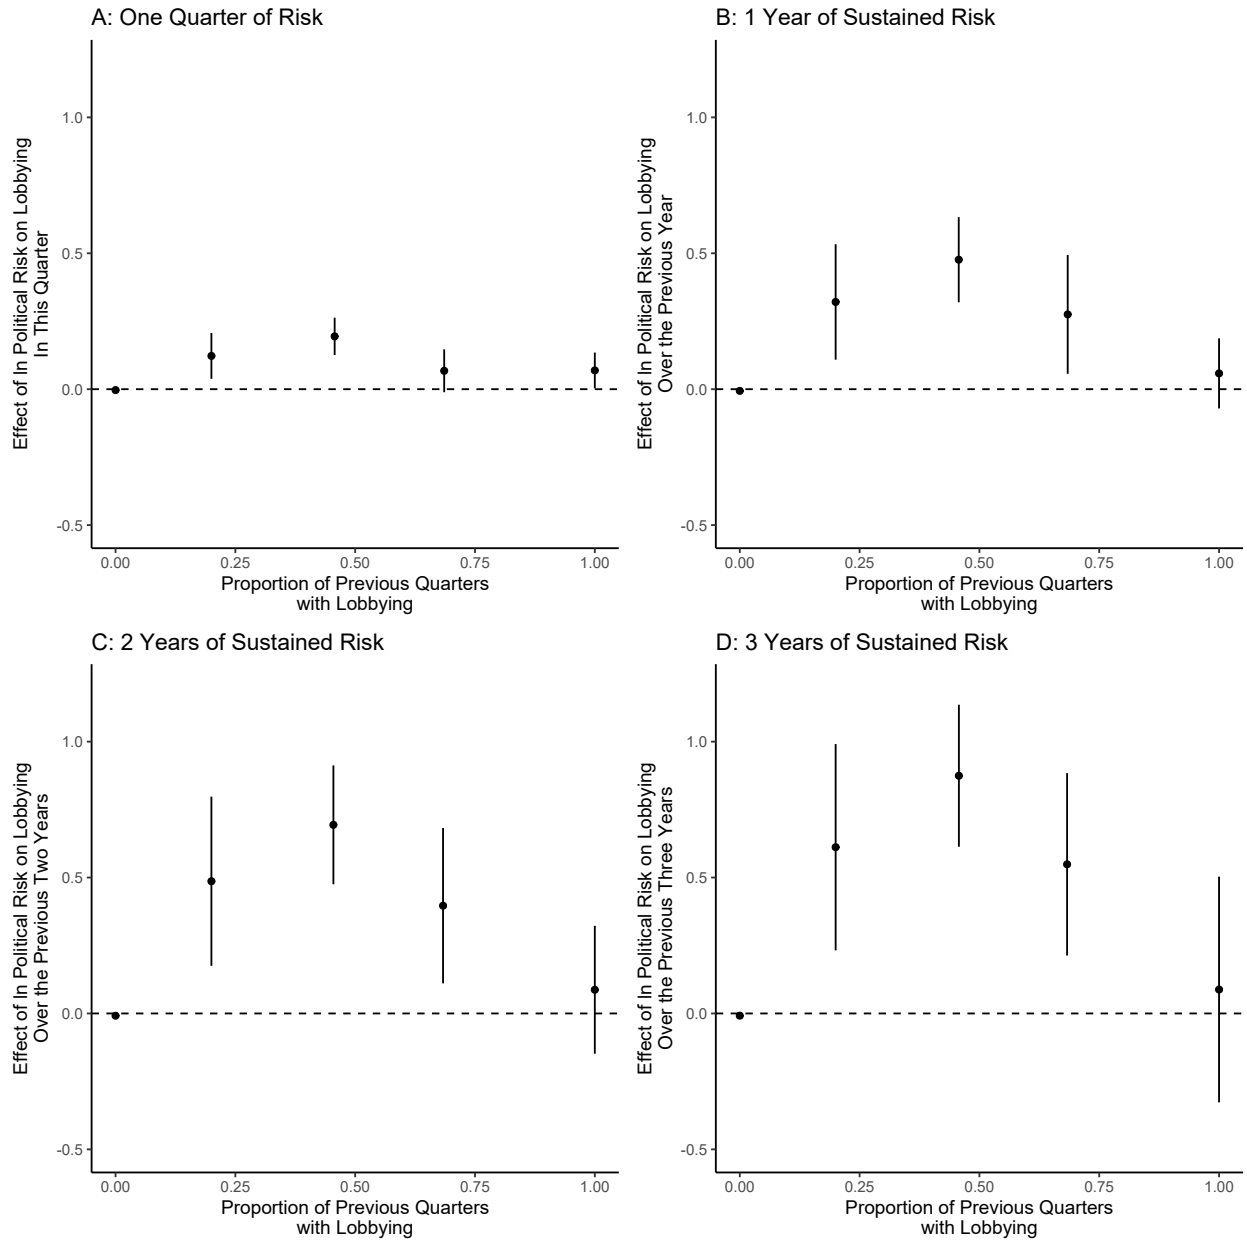 A: One Quarter of Risk
Effect of ln Political Risk on Lobbying
In This Quarter
1.0
0.5
0.0
-0.5
0.00 0.25 0.50 0.75 1.00
Proportion of Previous Quarters
with Lobbying
B: 1 Year of Sustained Risk
Effect of ln Political Risk on Lobbying
Over the Previous Year
1.0
0.5
0.0
-0.5
0.00 0.25 0.50 0.75 1.00
Proportion of Previous Quarters
with Lobbying
C: 2 Years of Sustained Risk
Effect of ln Political Risk on Lobbying
Over the Previous Two Years
1.0
0.5
0.0
-0.5
0.00 0.25 0.50 0.75 1.00
Proportion of Previous Quarters
with Lobbying
D: 3 Years of Sustained Risk
Effect of ln Political Risk on Lobbying
Over the Previous Three Years
1.0
0.5
0.0
-0.5
0.00 0.25 0.50 0.75 1.00
Proportion of Previous Quarters
with Lobbying